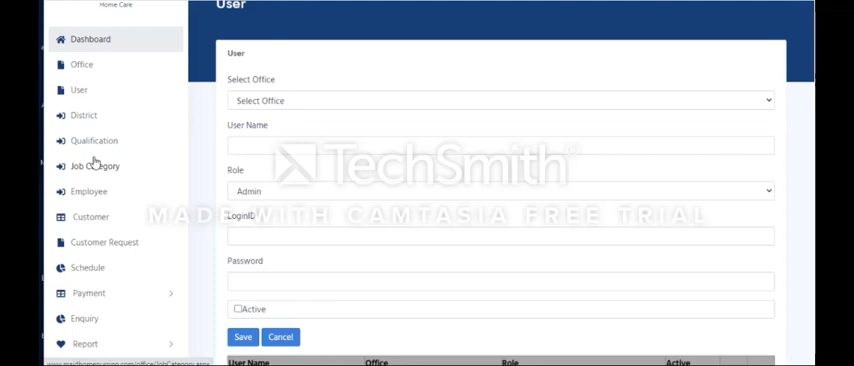 Home Care
User
Dashboard
Office
User
District
Qualification
Job Category
Employee
Customer
Customer Request
Schedule
Payment
Enquiry
Report
User
Select Office
Select Office
User Name
Role
Admin
LoginID
Password
Active
Save Cancel
User Name Office Role Active
TechSmith
MADE WITH CAMTASIA FREE TRIAL